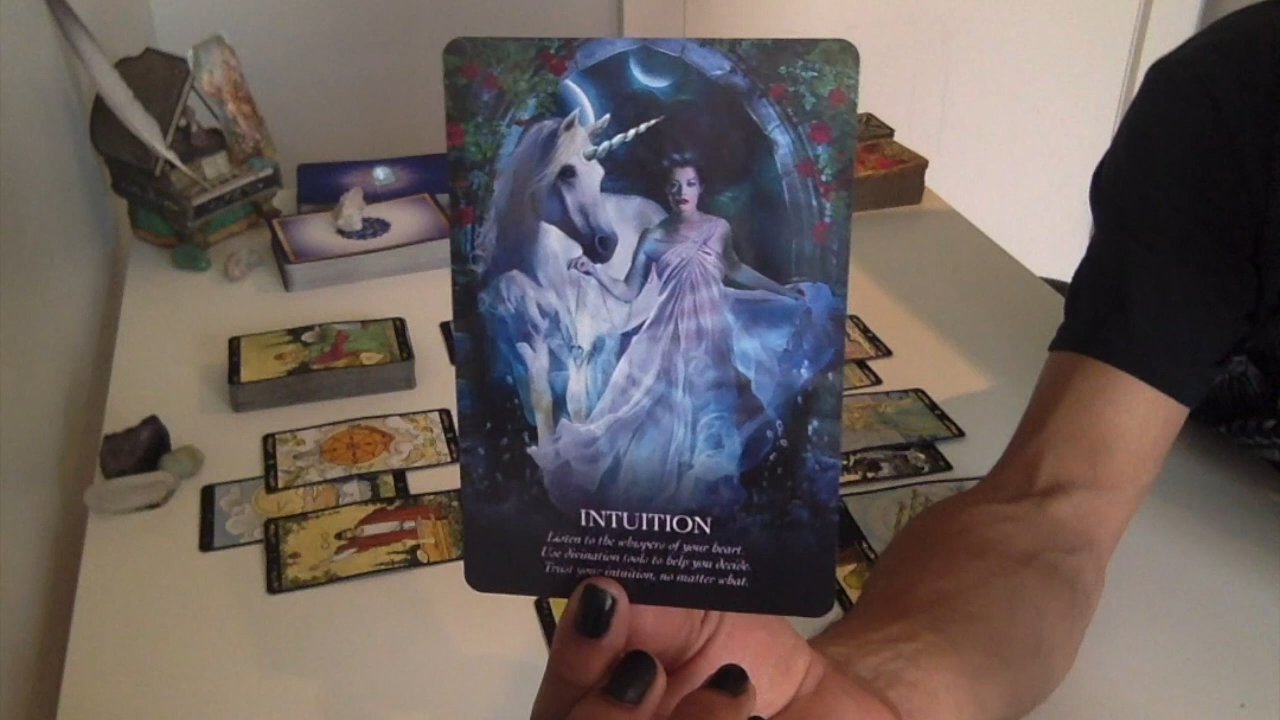 INTUITION
Listen to the whispers of your heart.
Use divination tools to help you decide.
Trust your intuition, no matter what.